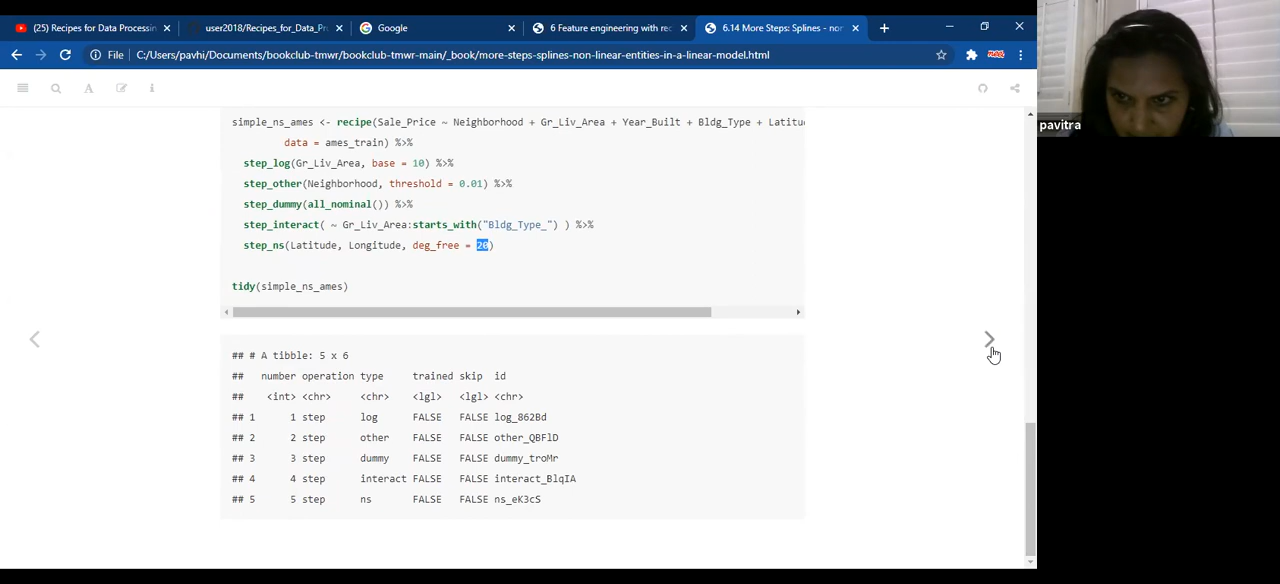 (25) Recipes for Data Processin
user2018/Recipes_for_Data_Pr
Google
6 Feature engineering with rec
6.14 More Steps: Splines - non
File
C:/Users/pavhi/Documents/bookclub-tmwr/bookclub-tmwr-main/_book/more-steps-splines-non-linear-entities-in-a-linear-model.html
pavitra
simple_ns_ames <- recipe(Sale_Price ~ Neighborhood + Gr_Liv_Area + Year_Built + Bldg_Type + Latitu
data = ames_train) %>%
step_log(Gr_Liv_Area, base = 10) %>%
step_other(Neighborhood, threshold = 0.01) %>%
step_dummy(all_nominal()) %>%
step_interact( ~ Gr_Liv_Area:starts_with("Bldg_Type_") ) %>%
step_ns(Latitude, Longitude, deg_free = 20)
tidy(simple_ns_ames)
## # A tibble: 5 x 6
## number operation type trained skip id
## <int> <chr> <chr> <lgl> <lgl> <chr>
## 1 1 step log FALSE FALSE log_862Bd
## 2 2 step other FALSE FALSE other_QBFlD
## 3 3 step dummy FALSE FALSE dummy_troMr
## 4 4 step interact FALSE FALSE interact_BlqIA
## 5 5 step ns FALSE FALSE ns_eK3cS